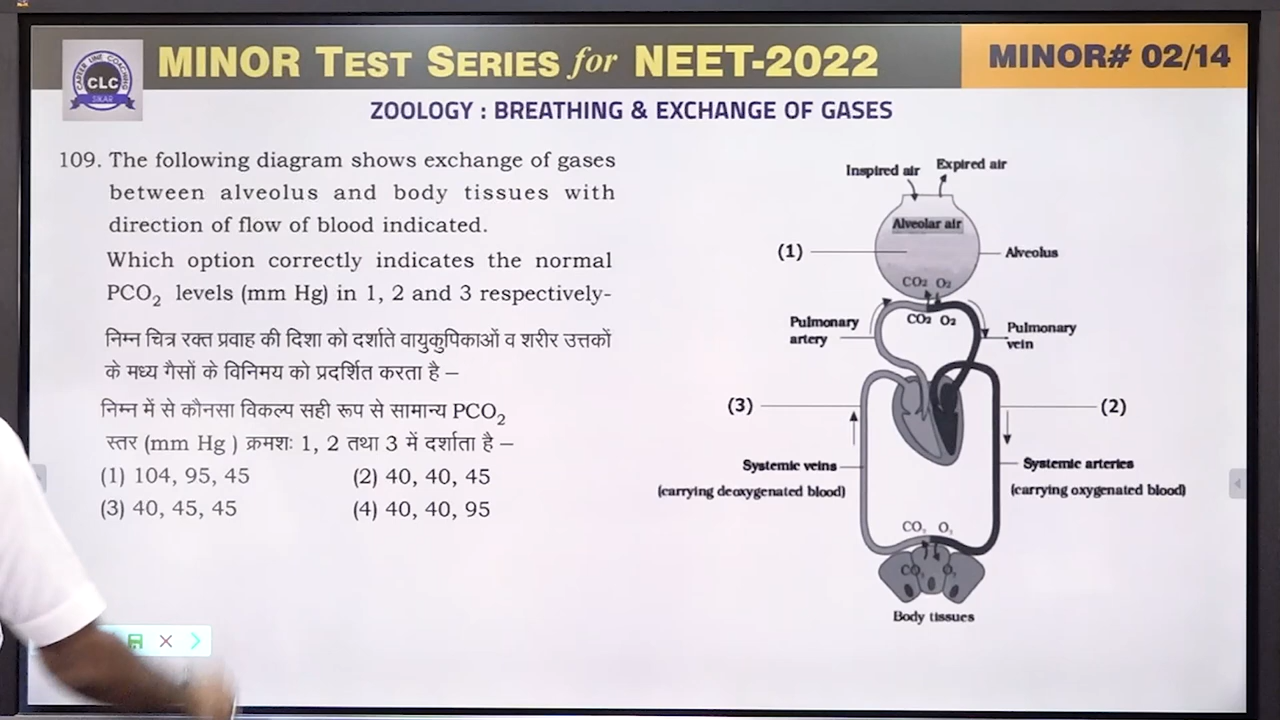 CAREER LINE COACHING
CLC
SIKAR
MINOR TEST SERIES for NEET-2022
MINOR# 02/14
ZOOLOGY : BREATHING & EXCHANGE OF GASES
109. The following diagram shows exchange of gases
between alveolus and body tissues with
direction of flow of blood indicated.
Which option correctly indicates the normal
PCO₂ levels (mm Hg) in 1, 2 and 3 respectively-
निम्न चित्र रक्त प्रवाह की दिशा को दर्शाते वायुकुपिकाओं व शरीर उत्तकों
के मध्य गैसों के विनिमय को प्रदर्शित करता है –
निम्न में से कौनसा विकल्प सही रूप से सामान्य PCO₂
स्तर (mm Hg ) क्रमशः 1, 2 तथा 3 में दर्शाता है –
(1) 104, 95, 45 (2) 40, 40, 45
(3) 40, 45, 45 (4) 40, 40, 95
Inspired air Expired air
Alveolar air
(1) Alveolus
CO₂ O₂
CO₂ O₂
Pulmonary artery
Pulmonary vein
(3) (2)
Systemic veins
(carrying deoxygenated blood)
Systemic arteries
(carrying oxygenated blood)
CO₂ O₂
CO₂ O₂
Body tissues